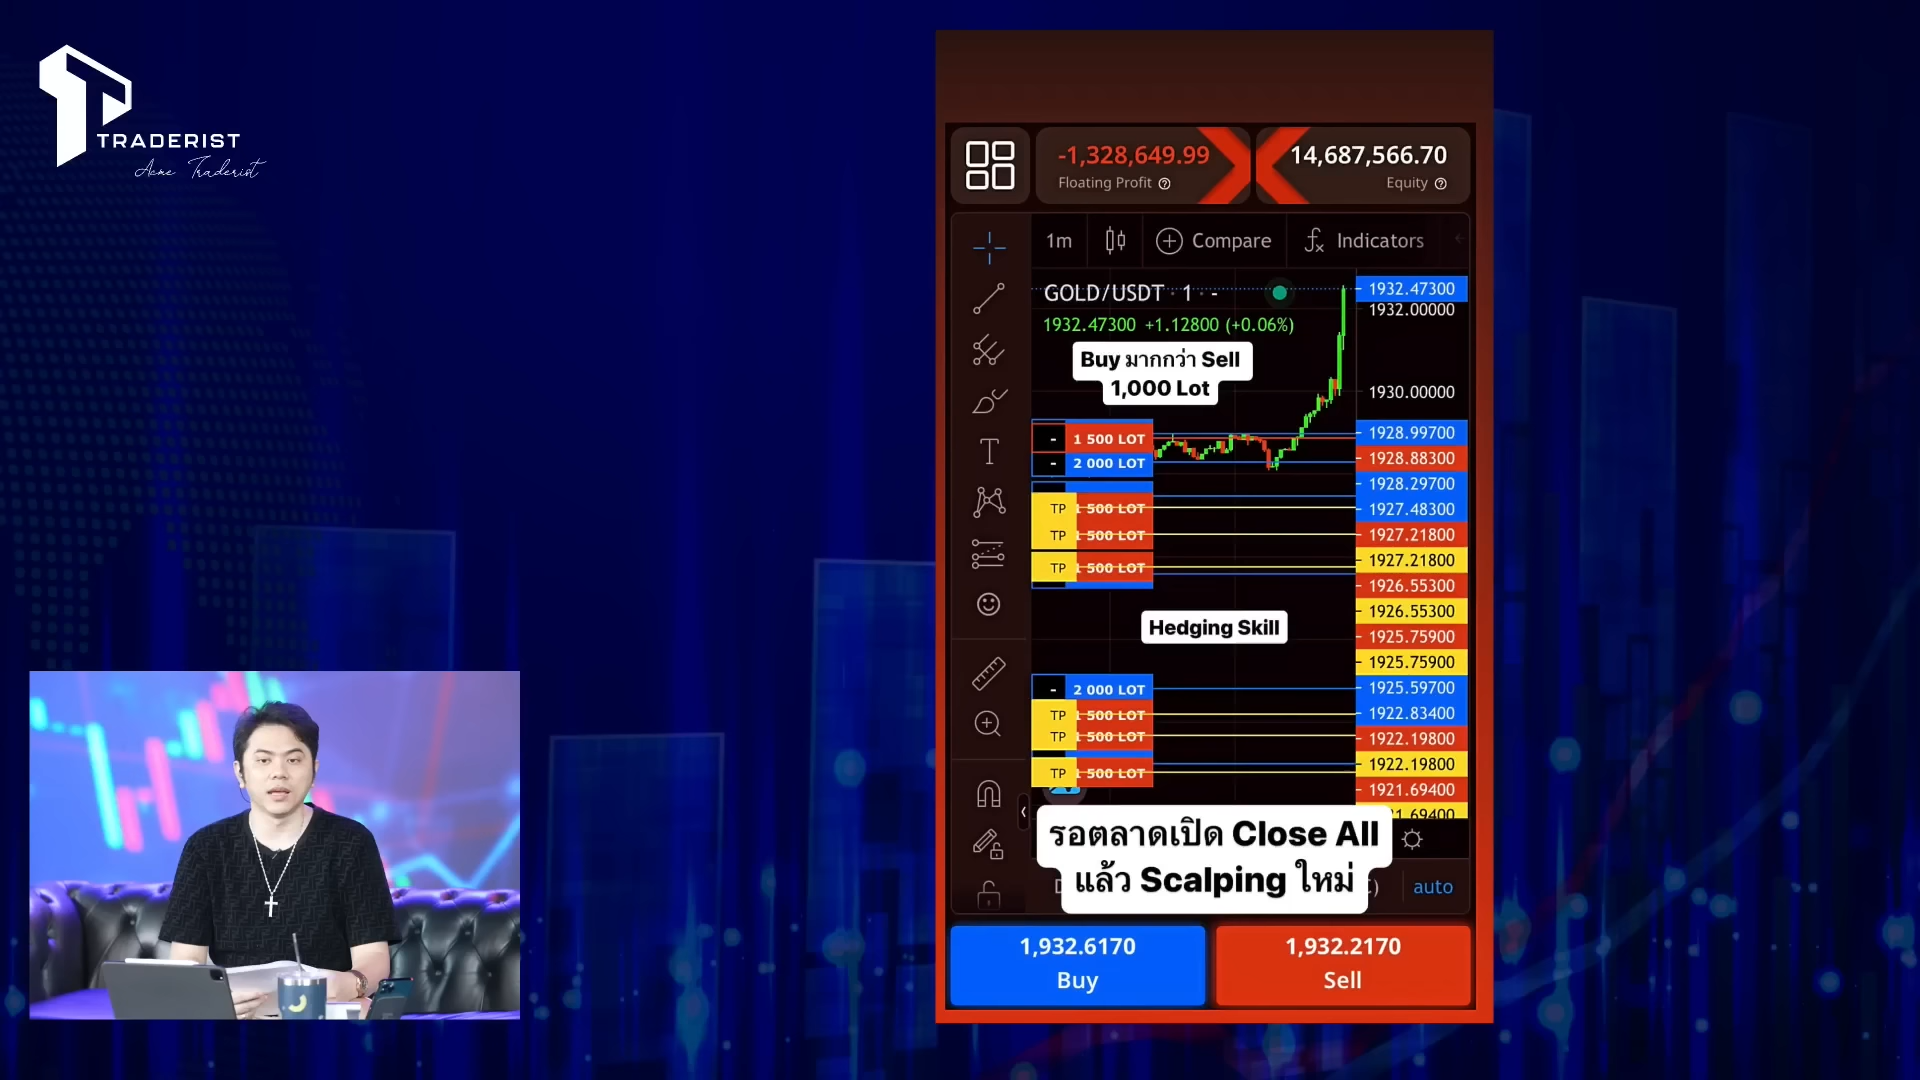 TRADERIST
Acme Traderist
-1,328,649.99
Floating Profit
14,687,566.70
Equity
1m
Compare
Indicators
GOLD/USDT · 1 · -
1932.47300 +1.12800 (+0.06%)
Buy มากกว่า Sell
1,000 Lot
- 1 500 LOT
- 2 000 LOT
TP 1 500 LOT
TP 1 500 LOT
TP 1 500 LOT
Hedging Skill
- 2 000 LOT
TP 1 500 LOT
TP 1 500 LOT
TP 1 500 LOT
1932.47300
1932.00000
1930.00000
1928.99700
1928.88300
1928.29700
1927.48300
1927.21800
1927.21800
1926.55300
1926.55300
1925.75900
1925.75900
1925.59700
1922.83400
1922.19800
1922.19800
1921.69400
รอตลาดเปิด Close All
แล้ว Scalping ใหม่
auto
1,932.6170
Buy
1,932.2170
Sell